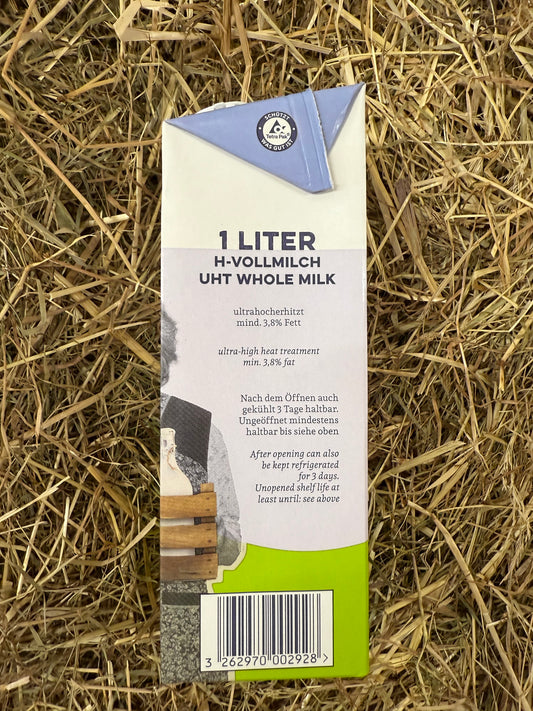 SCHÜTZT
Tetra Pak®
WAS GUT IST
1 LITER
H-VOLLMILCH
UHT WHOLE MILK
ultrahocherhitzt
mind. 3,8% Fett
ultra-high heat treatment
min. 3,8% fat
Nach dem Öffnen auch
gekühlt 3 Tage haltbar.
Ungeöffnet mindestens
haltbar bis siehe oben
After opening can also
be kept refrigerated
for 3 days.
Unopened shelf life at
least until: see above
3 262970 002928 >